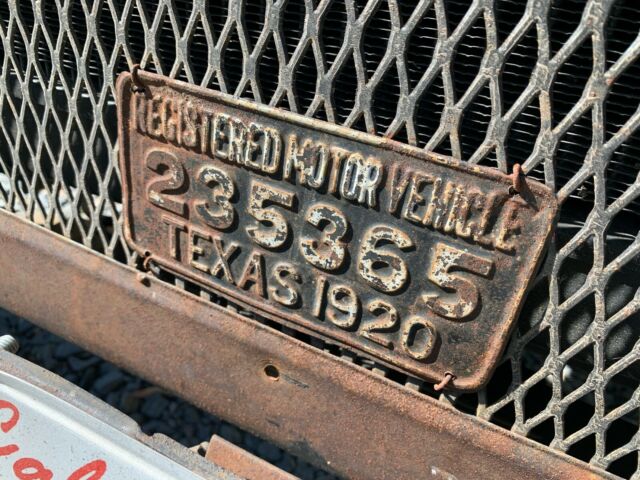 REGISTERED MOTOR VEHICLE
235365
TEXAS 1920